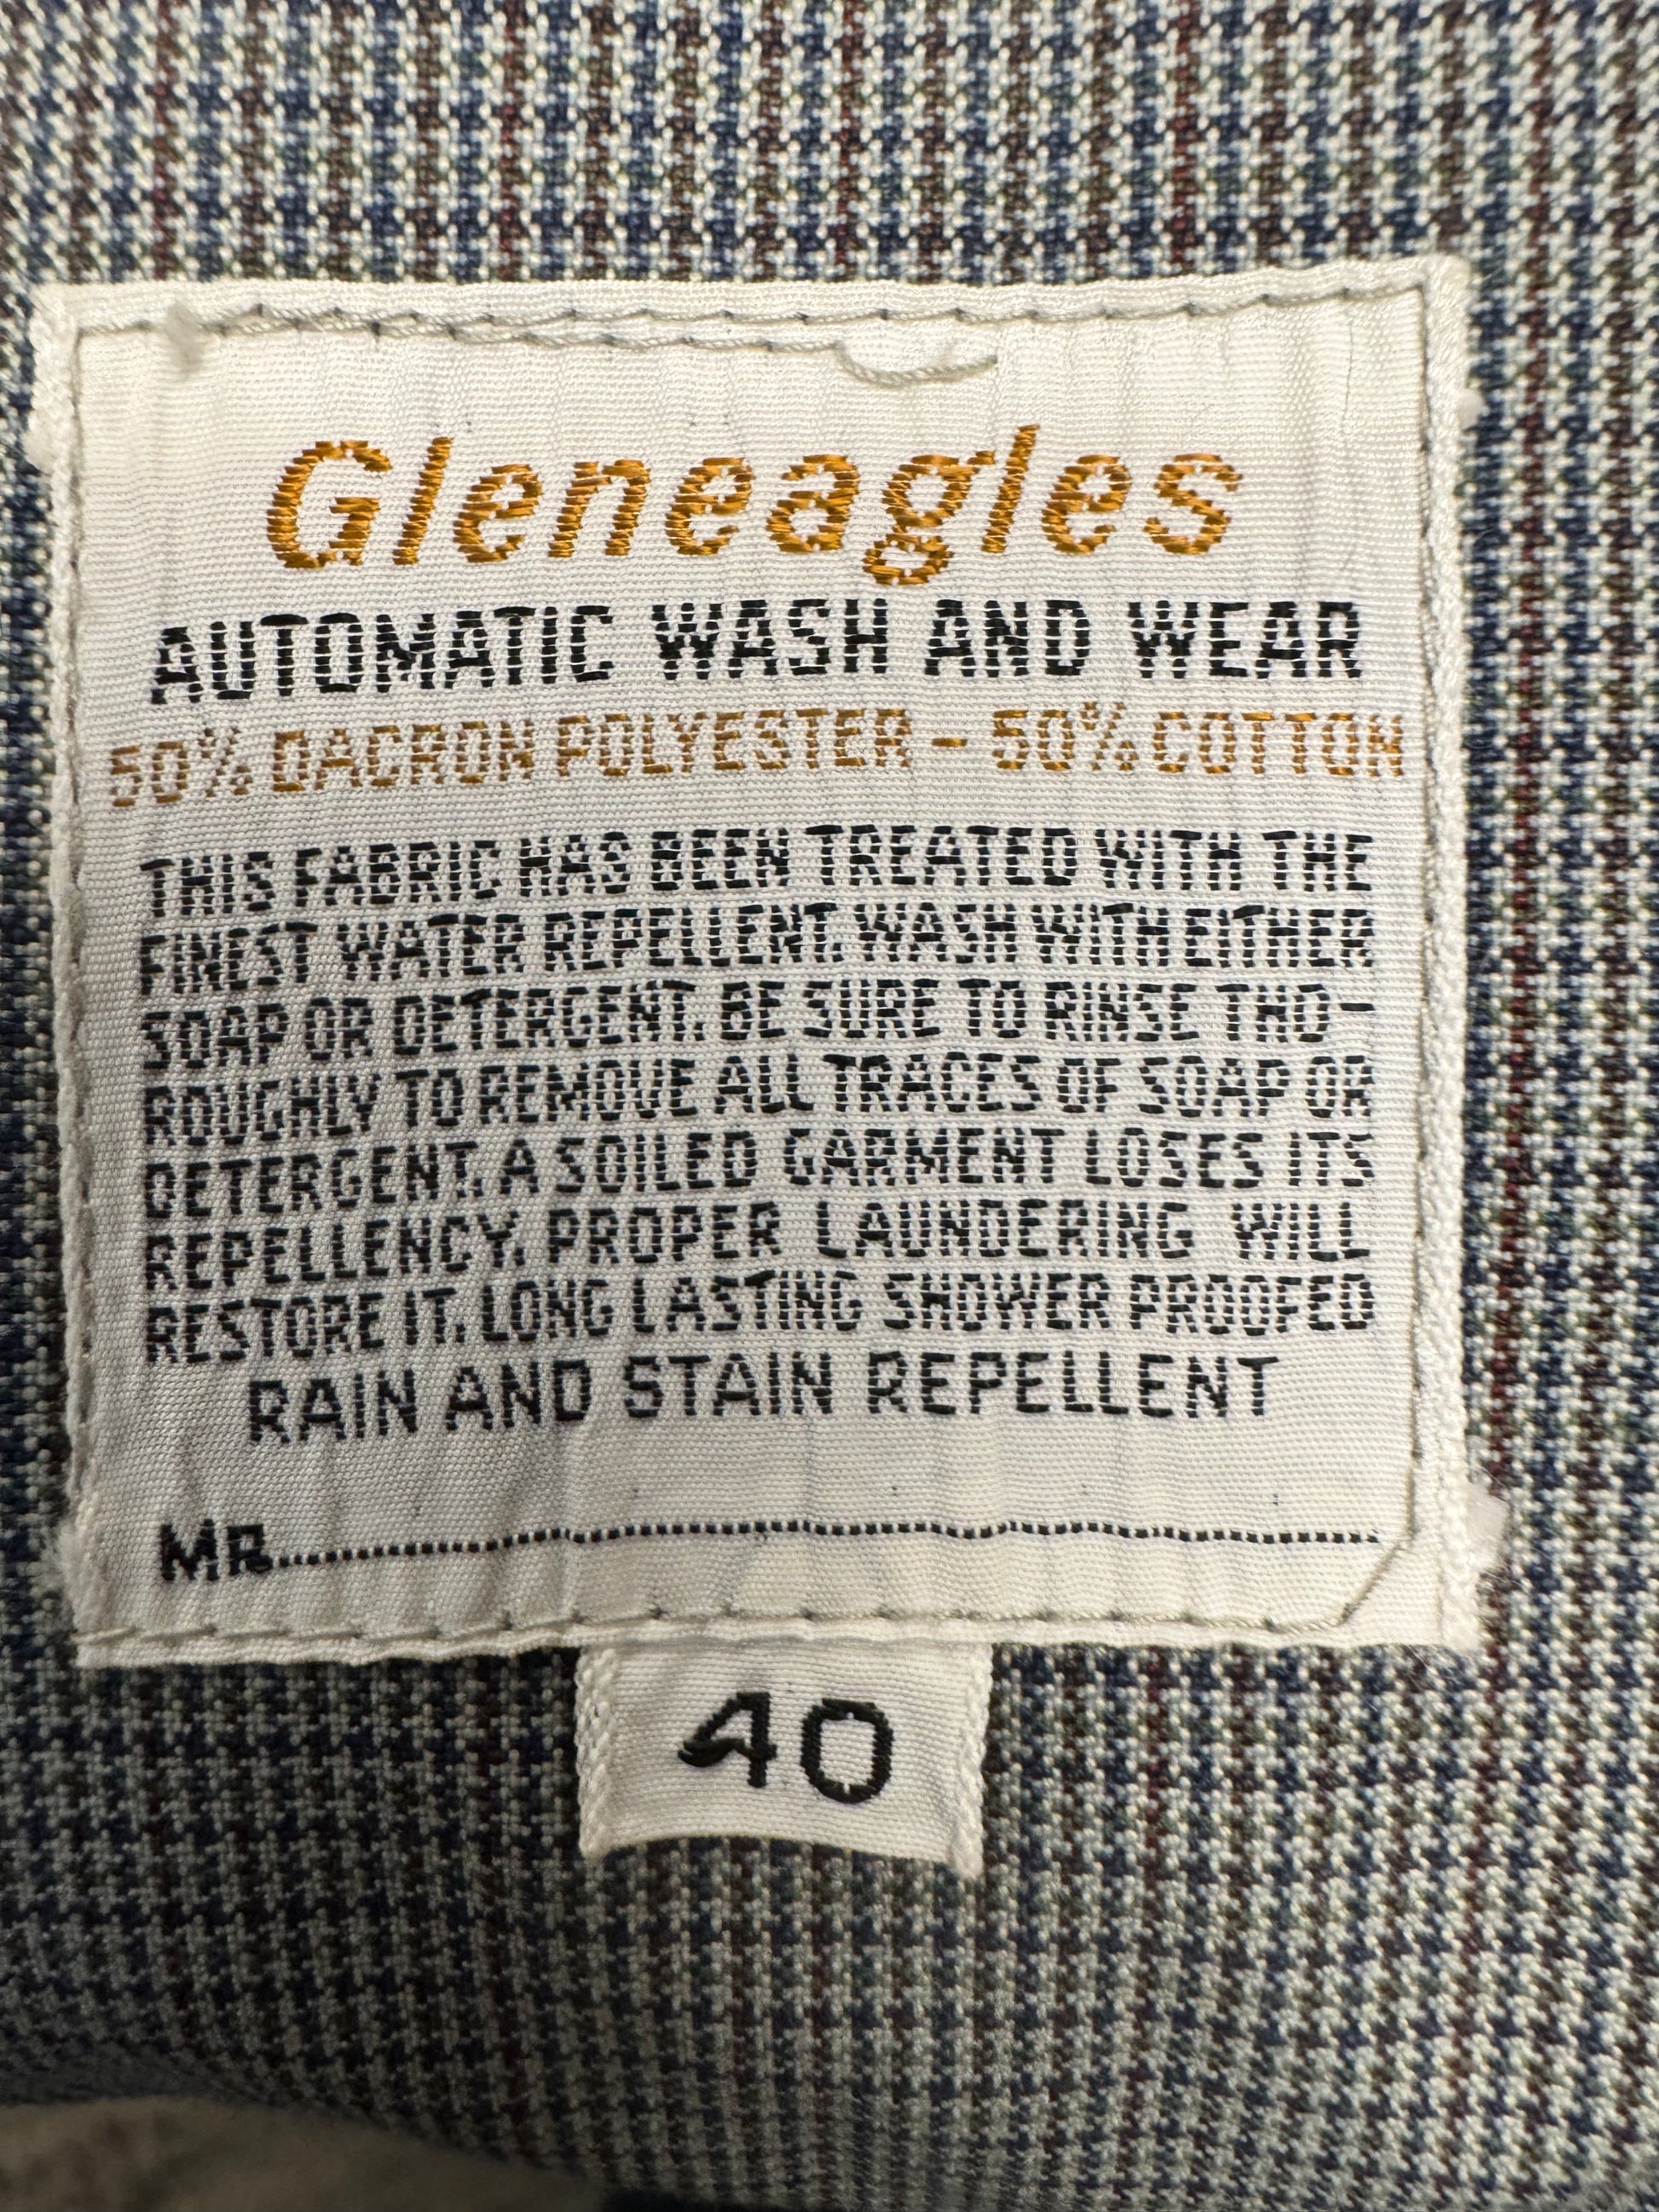 Gleneagles
AUTOMATIC WASH AND WEAR
50% DACRON POLYESTER - 50% COTTON
THIS FABRIC HAS BEEN TREATED WITH THE
FINEST WATER REPELLENT. WASH WITH EITHER
SOAP OR DETERGENT. BE SURE TO RINSE THO-
ROUGHLY TO REMOVE ALL TRACES OF SOAP OR
DETERGENT. A SOILED GARMENT LOSES ITS
REPELLENCY. PROPER LAUNDERING WILL
RESTORE IT. LONG LASTING SHOWER PROOFED
RAIN AND STAIN REPELLENT
MR.
40